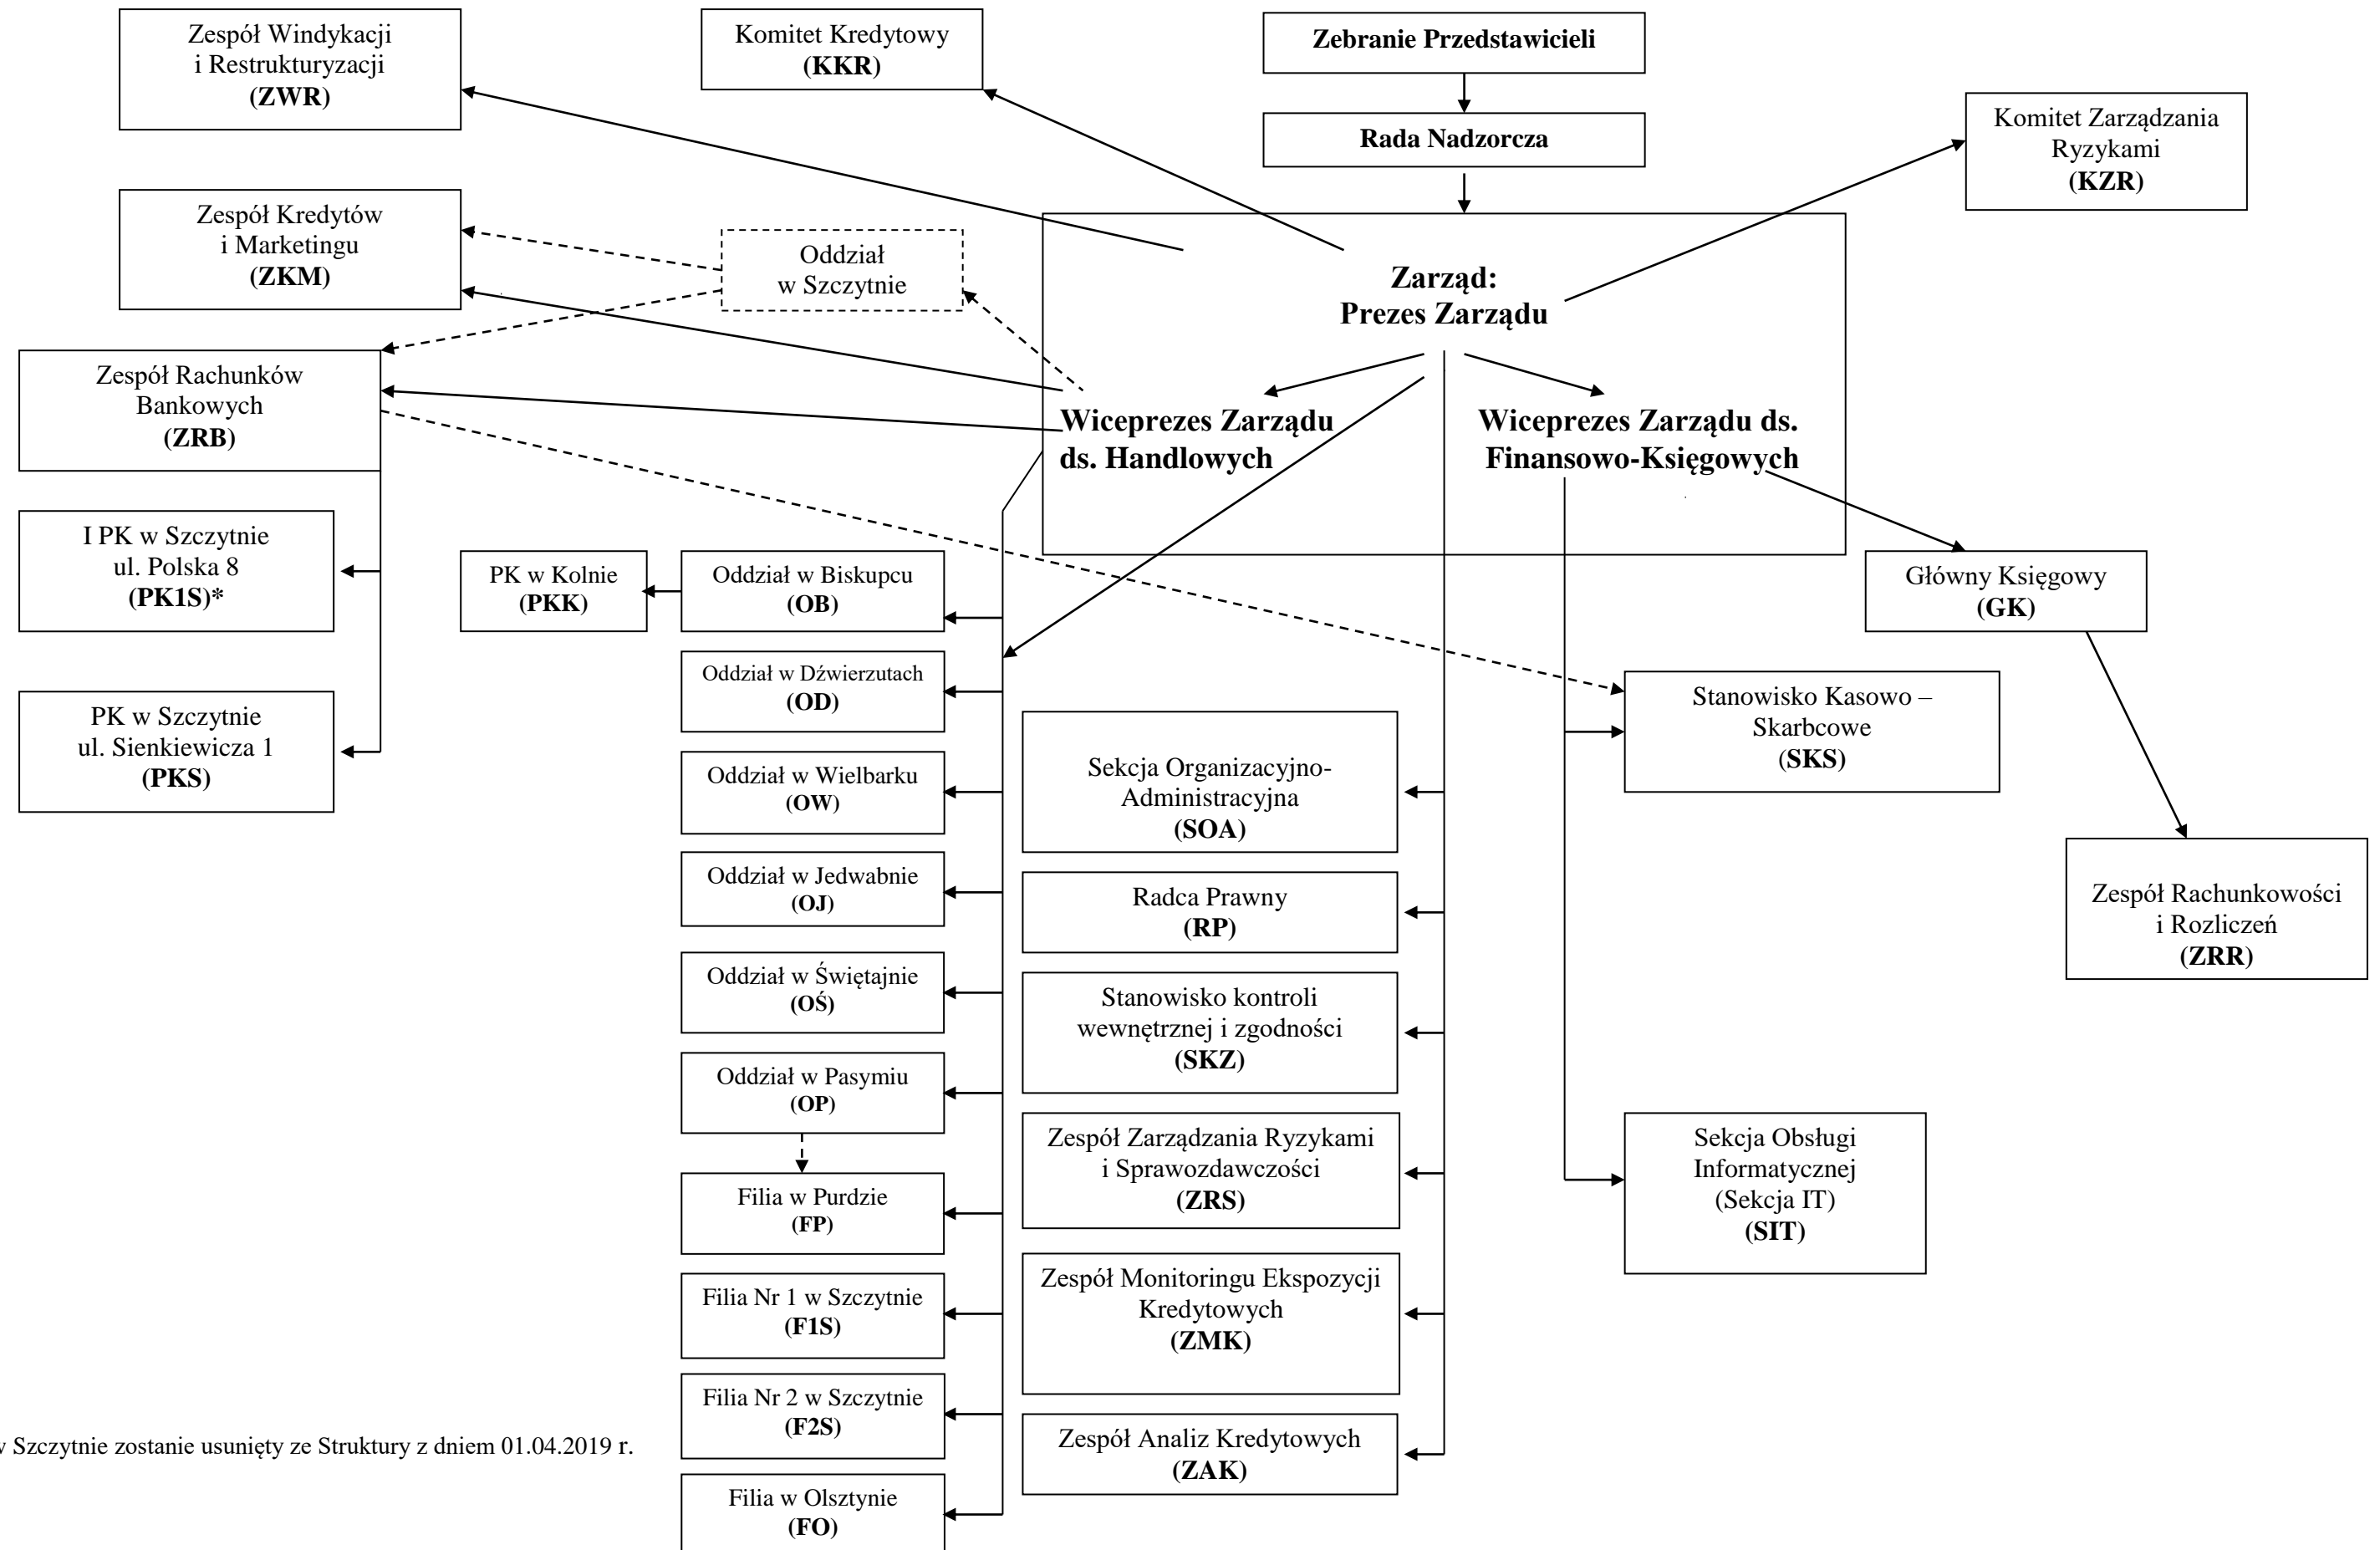 Zespół Windykacji
i Restrukturyzacji
(ZWR)
Komitet Kredytowy
(KKR)
Zebranie Przedstawicieli
Rada Nadzorcza
Komitet Zarządzania
Ryzykami
(KZR)
Zespół Kredytów
i Marketingu
(ZKM)
Oddział
w Szczytnie
Zarząd:
Prezes Zarządu
Wiceprezes Zarządu
ds. Handlowych
Wiceprezes Zarządu ds.
Finansowo-Księgowych
Zespół Rachunków
Bankowych
(ZRB)
I PK w Szczytnie
ul. Polska 8
(PK1S)*
PK w Szczytnie
ul. Sienkiewicza 1
(PKS)
PK w Kolnie
(PKK)
Oddział w Biskupcu
(OB)
Oddział w Dźwierzutach
(OD)
Oddział w Wielbarku
(OW)
Oddział w Jedwabnie
(OJ)
Oddział w Świętajnie
(OŚ)
Oddział w Pasymiu
(OP)
Filia w Purdzie
(FP)
Filia Nr 1 w Szczytnie
(F1S)
Filia Nr 2 w Szczytnie
(F2S)
Filia w Olsztynie
(FO)
Sekcja Organizacyjno-
Administracyjna
(SOA)
Radca Prawny
(RP)
Stanowisko kontroli
wewnętrznej i zgodności
(SKZ)
Zespół Zarządzania Ryzykami
i Sprawozdawczości
(ZRS)
Zespół Monitoringu Ekspozycji
Kredytowych
(ZMK)
Zespół Analiz Kredytowych
(ZAK)
Główny Księgowy
(GK)
Stanowisko Kasowo –
Skarbcowe
(SKS)
Zespół Rachunkowości
i Rozliczeń
(ZRR)
Sekcja Obsługi
Informatycznej
(Sekcja IT)
(SIT)
w Szczytnie zostanie usunięty ze Struktury z dniem 01.04.2019 r.